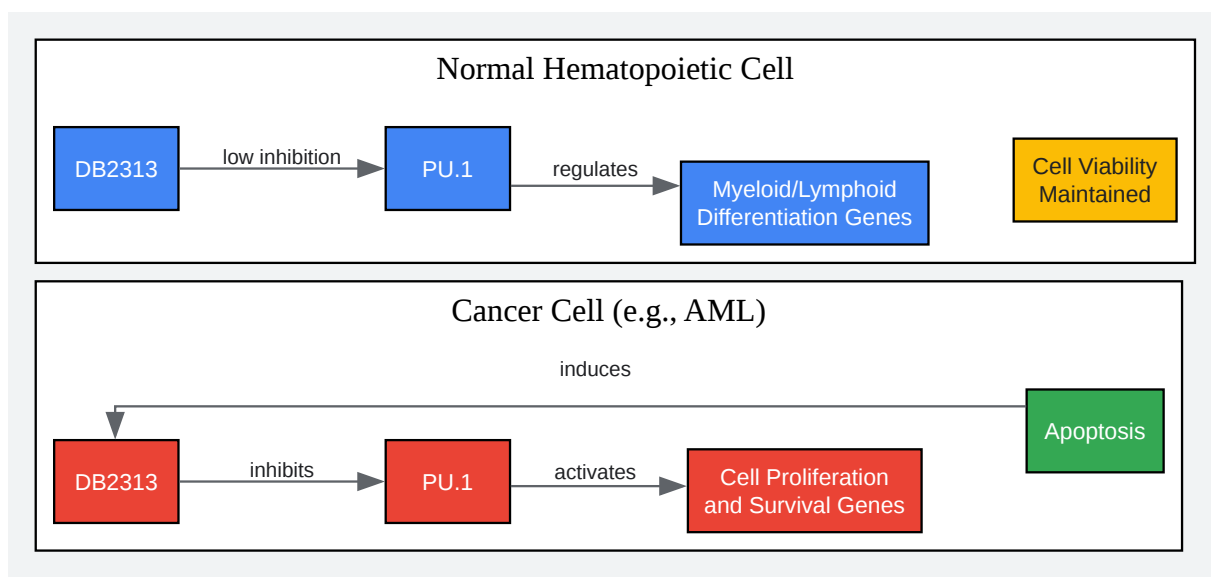 Normal Hematopoietic Cell
DB2313
low inhibition
PU.1
regulates
Myeloid/Lymphoid
Differentiation Genes
Cell Viability
Maintained
Cancer Cell (e.g., AML)
induces
Apoptosis
DB2313
inhibits
PU.1
activates
Cell Proliferation
and Survival Genes